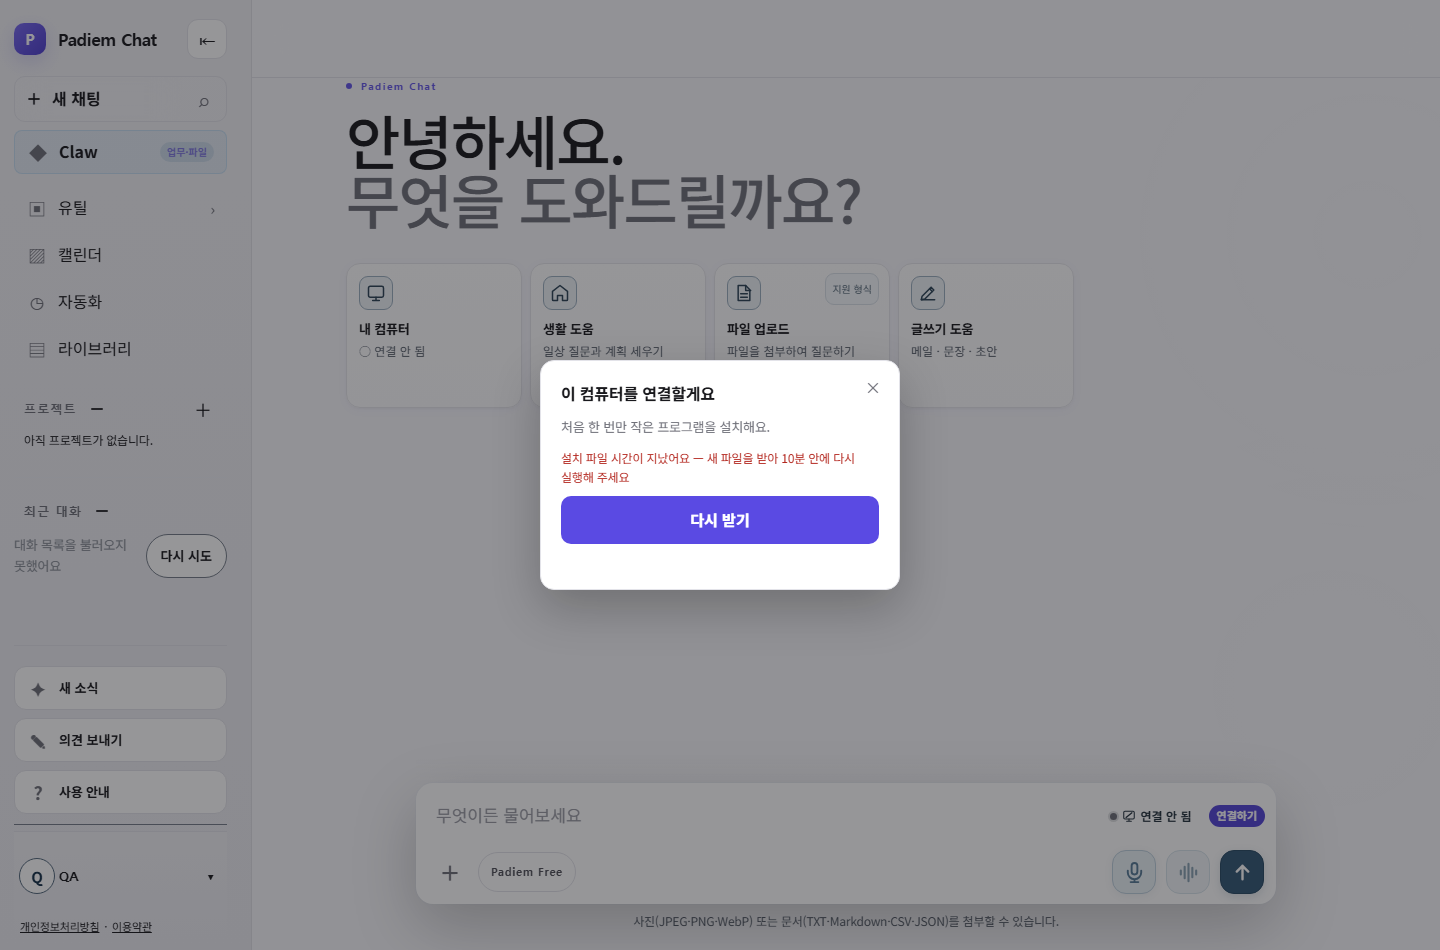 P
Padiem Chat
새 채팅
Claw
업무·파일
유틸
캘린더
자동화
라이브러리
프로젝트
아직 프로젝트가 없습니다.
최근 대화
대화 목록을 불러오지
못했어요
다시 시도
새 소식
의견 보내기
? 사용 안내
Q
QA
개인정보처리방침 · 이용약관
Padiem Chat
안녕하세요.
무엇을 도와드릴까요?
내 컴퓨터
연결 안 됨
생활 도움
일상 질문과 계획 세우기
지원 형식
파일 업로드
파일을 첨부하여 질문하기
글쓰기 도움
메일 · 문장 · 초안
이 컴퓨터를 연결할게요
처음 한 번만 작은 프로그램을 설치해요.
설치 파일 시간이 지났어요 — 새 파일을 받아 10분 안에 다시
실행해 주세요
다시 받기
무엇이든 물어보세요
연결 안 됨
연결하기
Padiem Free
사진(JPEG·PNG·WebP) 또는 문서(TXT·Markdown·CSV·JSON)를 첨부할 수 있습니다.